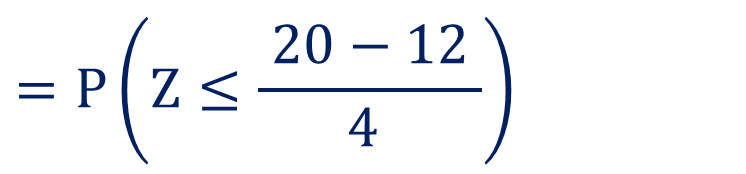 = P(Z ≤ (20 − 12)/4)